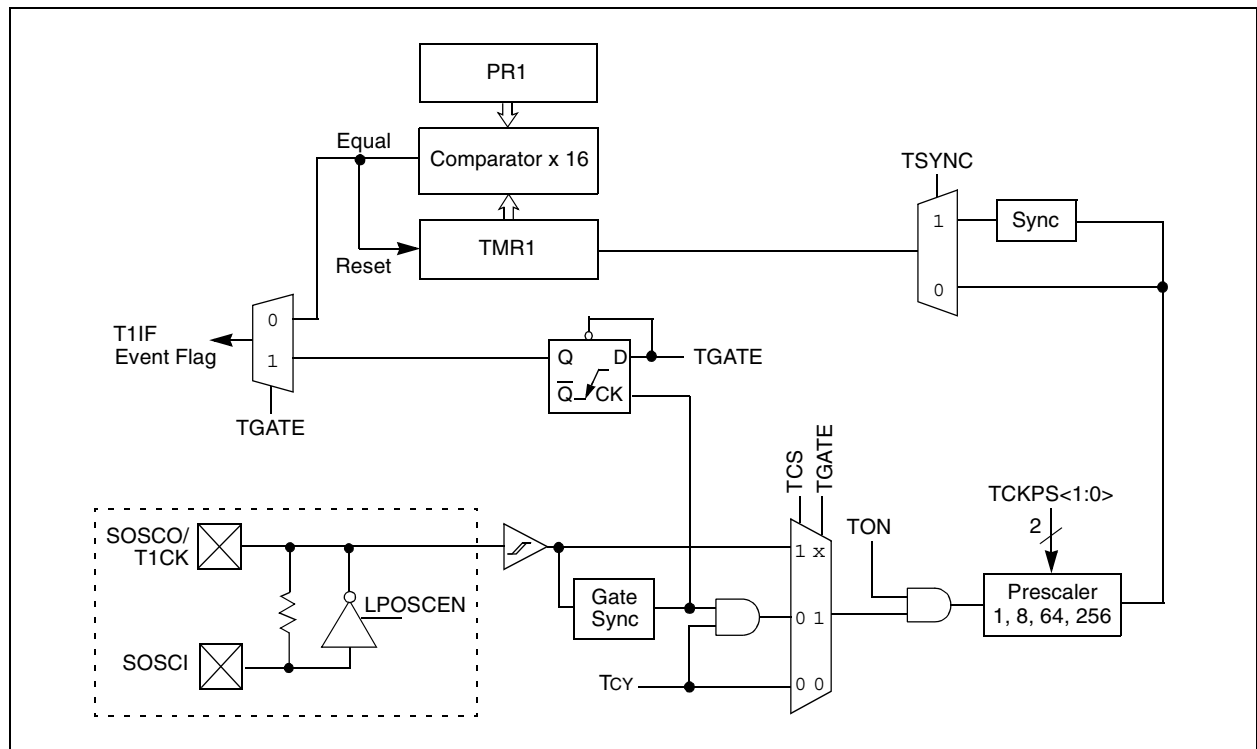 PR1
Equal
Comparator x 16
TSYNC
1
Sync
TMR1
Reset
0
0
T1IF
Event Flag
1
Q
D
TGATE
Q̅
CK
TGATE
TCS
TGATE
TCKPS<1:0>
SOSCO/
T1CK
TON
2
1 x
LPOSCEN
Gate
Sync
0 1
Prescaler
1, 8, 64, 256
SOSCI
TCY
0 0